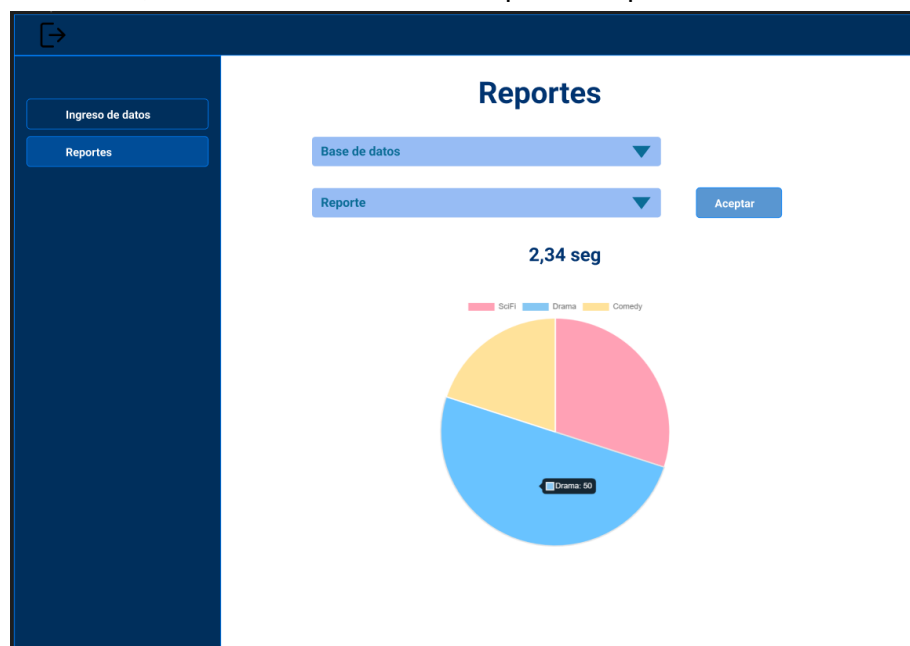 Reportes
Ingreso de datos
Reportes
Base de datos
Reporte
Aceptar
2,34 seg
SciFi Drama Comedy
Drama: 50